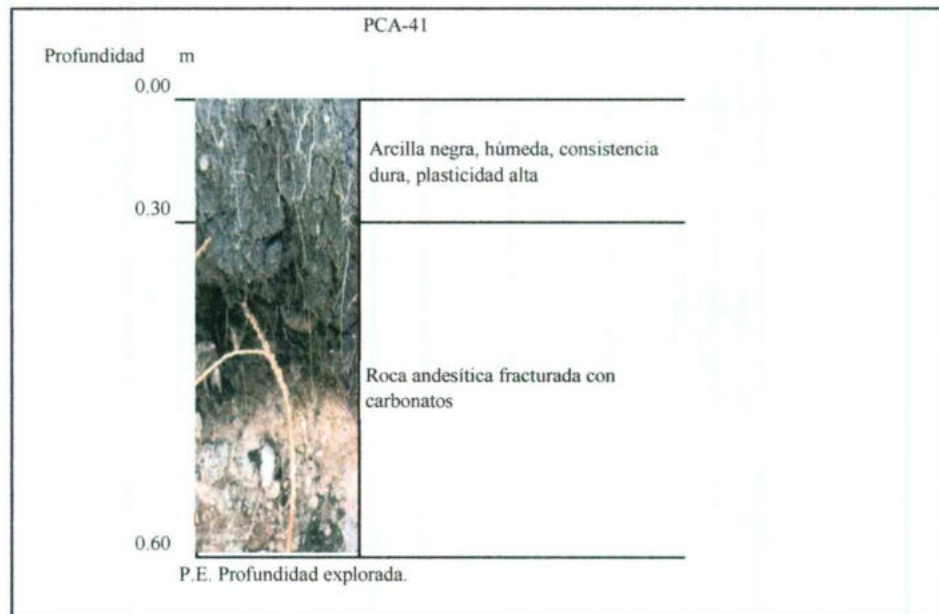 PCA-41
Profundidad m
0.00
Arcilla negra, húmeda, consistencia
dura, plasticidad alta
0.30
Roca andesítica fracturada con
carbonatos
0.60
P.E. Profundidad explorada.